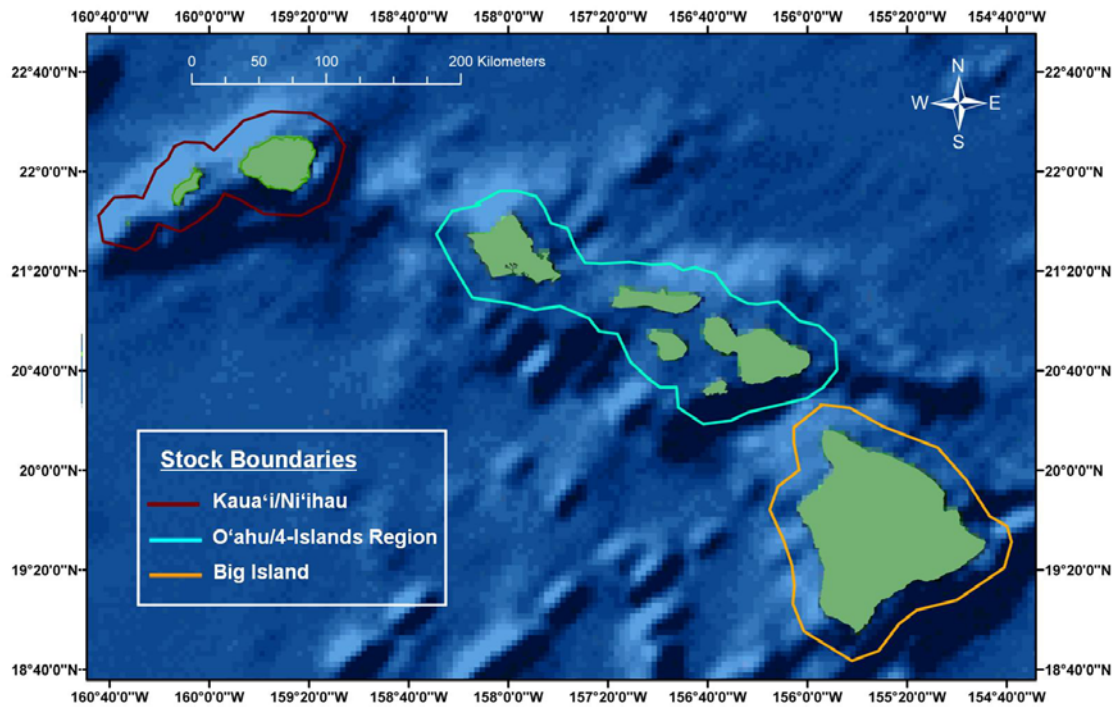 160°40'0"W 160°0'0"W 159°20'0"W 158°40'0"W 158°0'0"W 157°20'0"W 156°40'0"W 156°0'0"W 155°20'0"W 154°40'0"W
0 50 100 200 Kilometers
22°40'0"N 22°40'0"N
N
W E
S
22°0'0"N 22°0'0"N
21°20'0"N 21°20'0"N
20°40'0"N 20°40'0"N
Stock Boundaries
20°0'0"N 20°0'0"N
Kauaʻi/Niʻihau
Oʻahu/4-Islands Region
Big Island
19°20'0"N 19°20'0"N
18°40'0"N 18°40'0"N
160°40'0"W 160°0'0"W 159°20'0"W 158°40'0"W 158°0'0"W 157°20'0"W 156°40'0"W 156°0'0"W 155°20'0"W 154°40'0"W